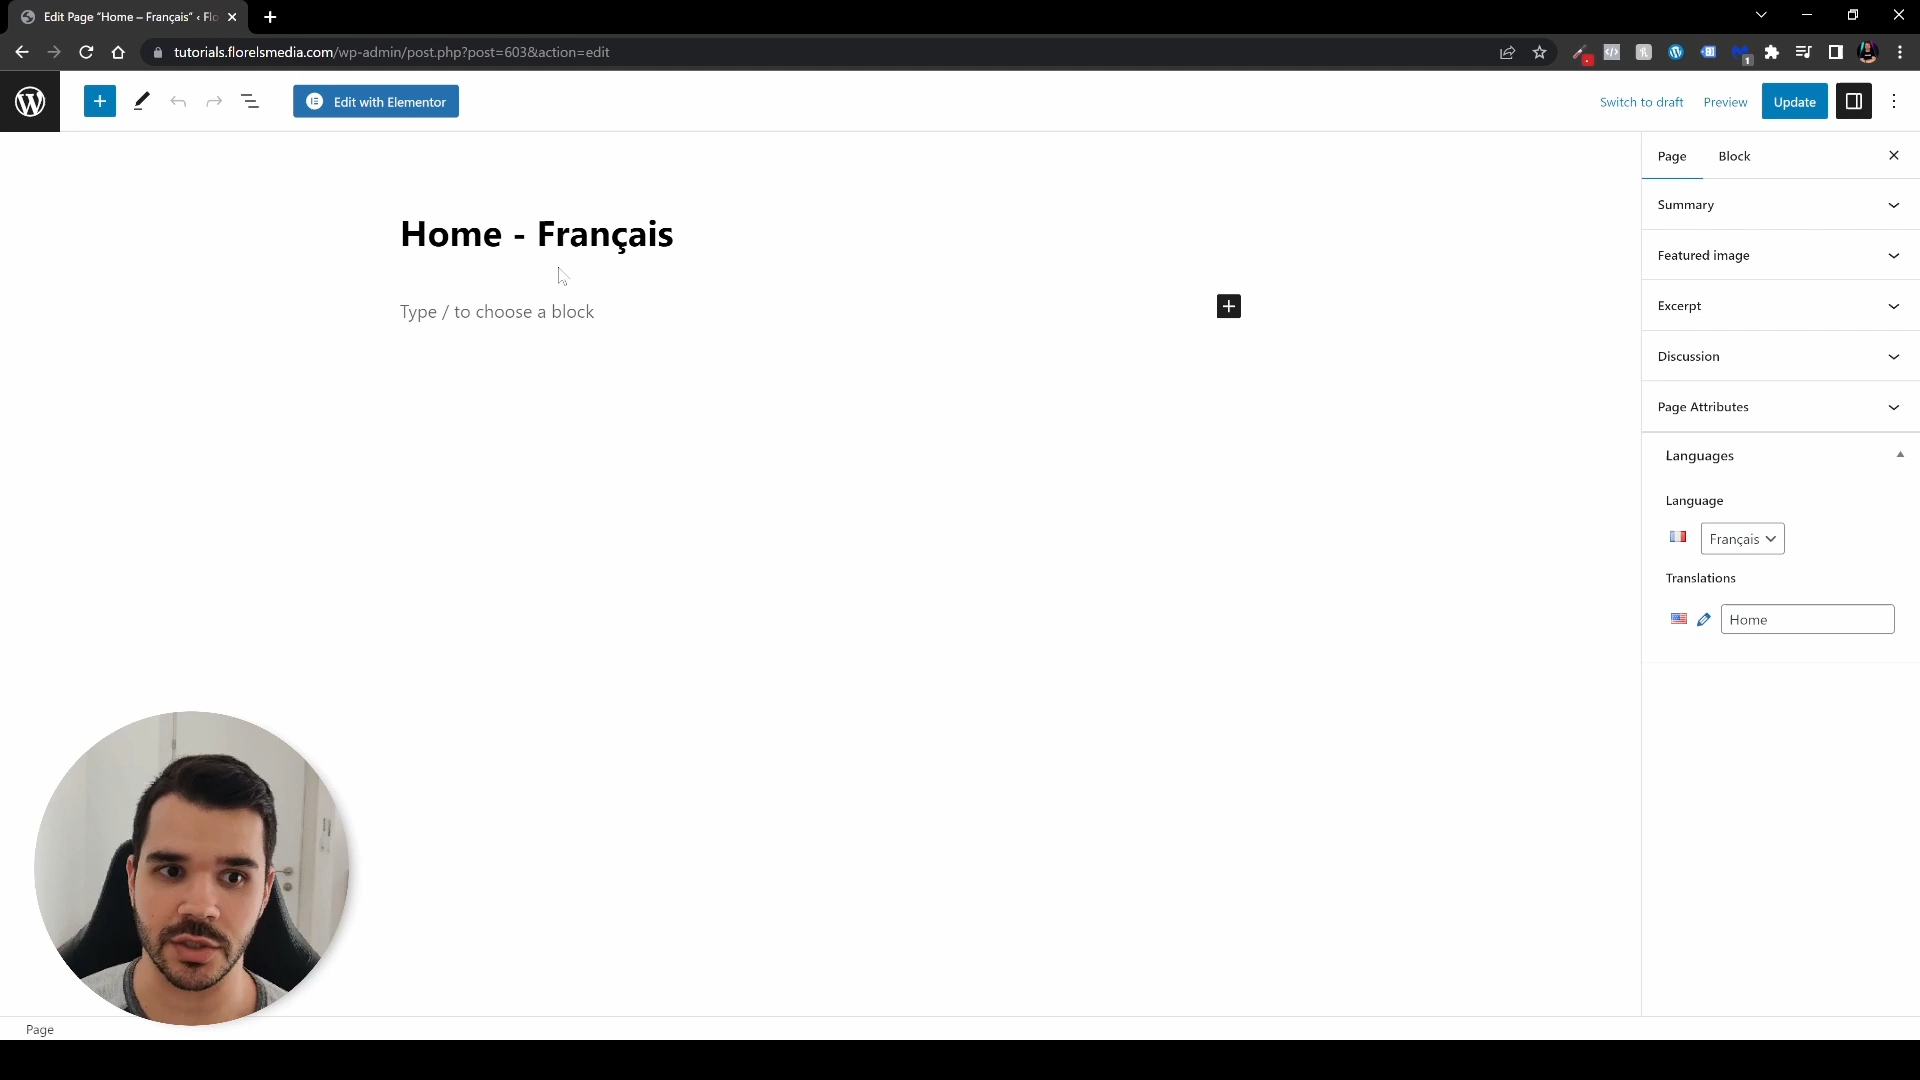 Edit Page “Home – Français” ‹ Flo
tutorials.florelsmedia.com/wp-admin/post.php?post=603&action=edit
1
Edit with Elementor
Switch to draft
Preview
Update
Page
Block
Home - Français
Type / to choose a block
Summary
Featured image
Excerpt
Discussion
Page Attributes
Languages
Language
Français
Translations
Home
Page